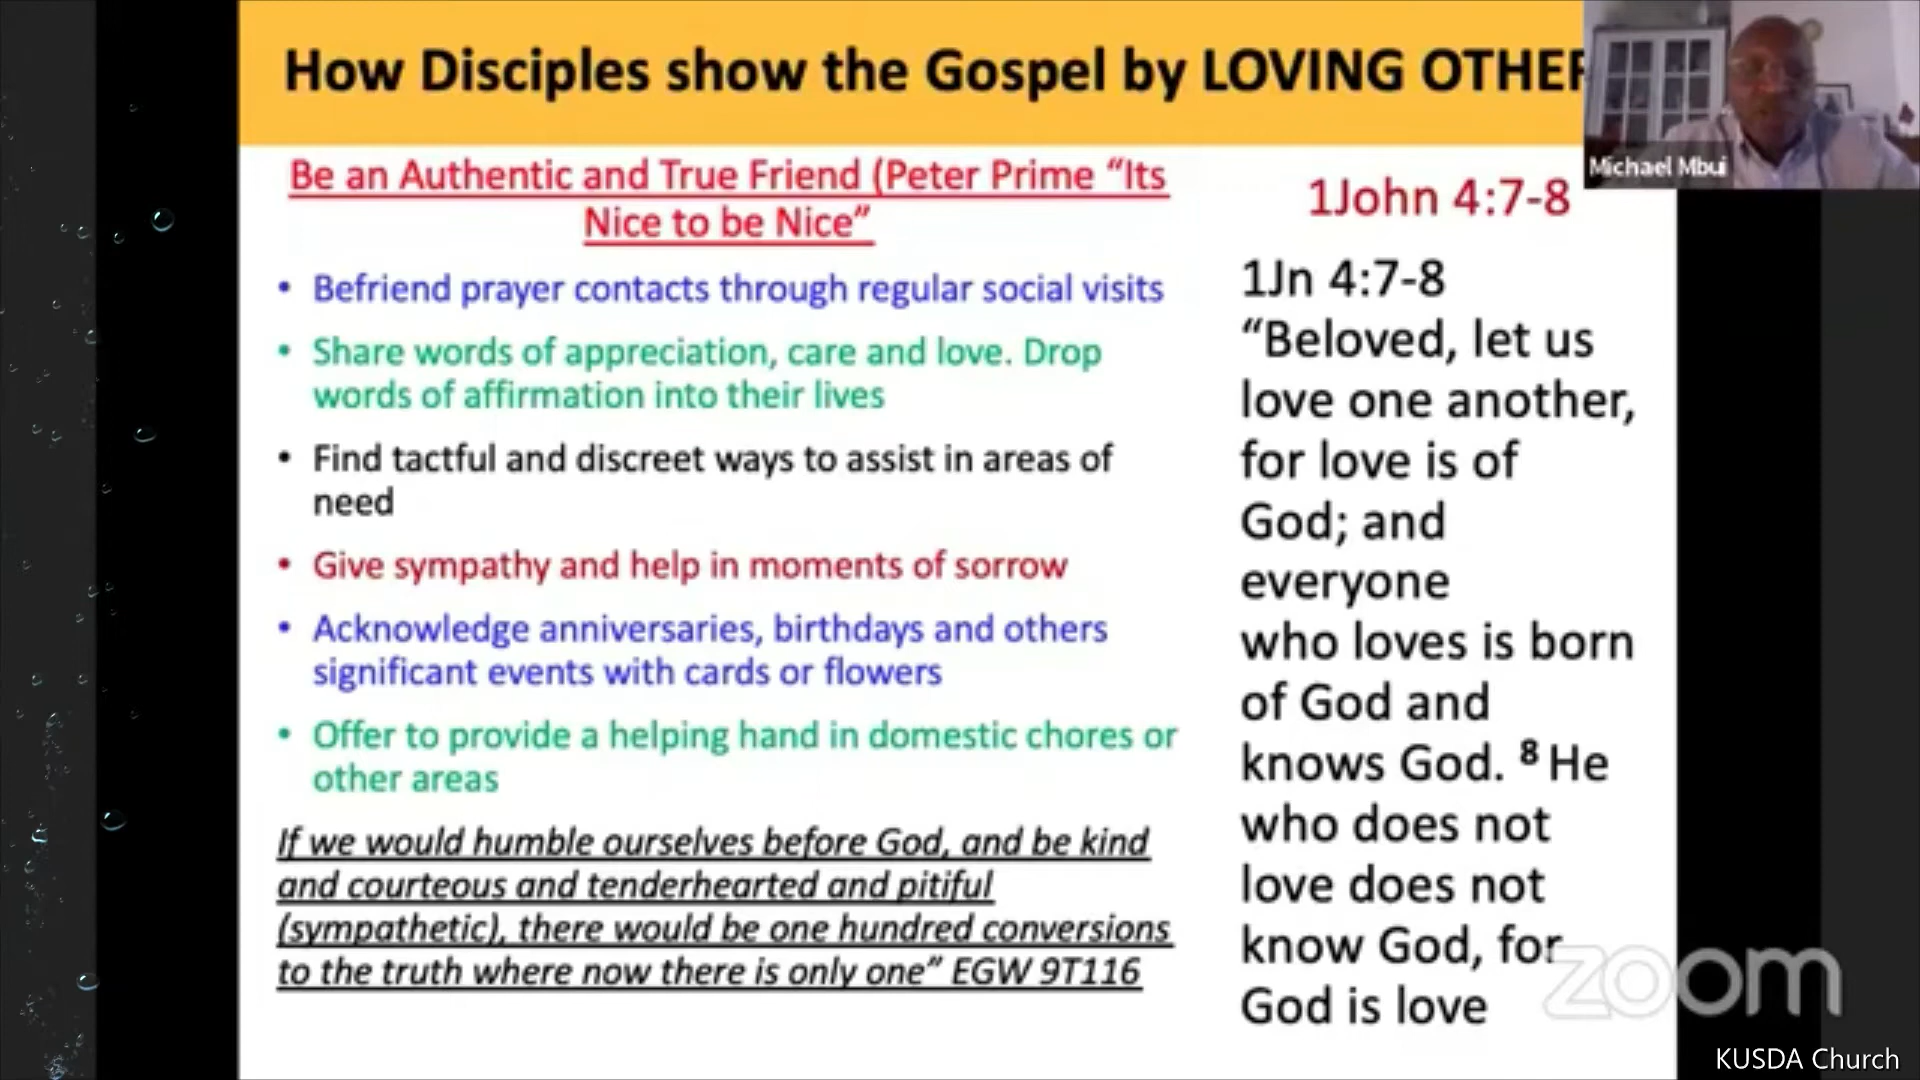 How Disciples show the Gospel by LOVING OTHER
Michael Mbui
Be an Authentic and True Friend (Peter Prime “Its
Nice to be Nice”
• Befriend prayer contacts through regular social visits
• Share words of appreciation, care and love. Drop
words of affirmation into their lives
• Find tactful and discreet ways to assist in areas of
need
• Give sympathy and help in moments of sorrow
• Acknowledge anniversaries, birthdays and others
significant events with cards or flowers
• Offer to provide a helping hand in domestic chores or
other areas
If we would humble ourselves before God, and be kind
and courteous and tenderhearted and pitiful
(sympathetic), there would be one hundred conversions
to the truth where now there is only one” EGW 9T116
1John 4:7-8
1Jn 4:7-8
“Beloved, let us
love one another,
for love is of
God; and
everyone
who loves is born
of God and
knows God. 8 He
who does not
love does not
know God, for
God is love
zoom
KUSDA Church